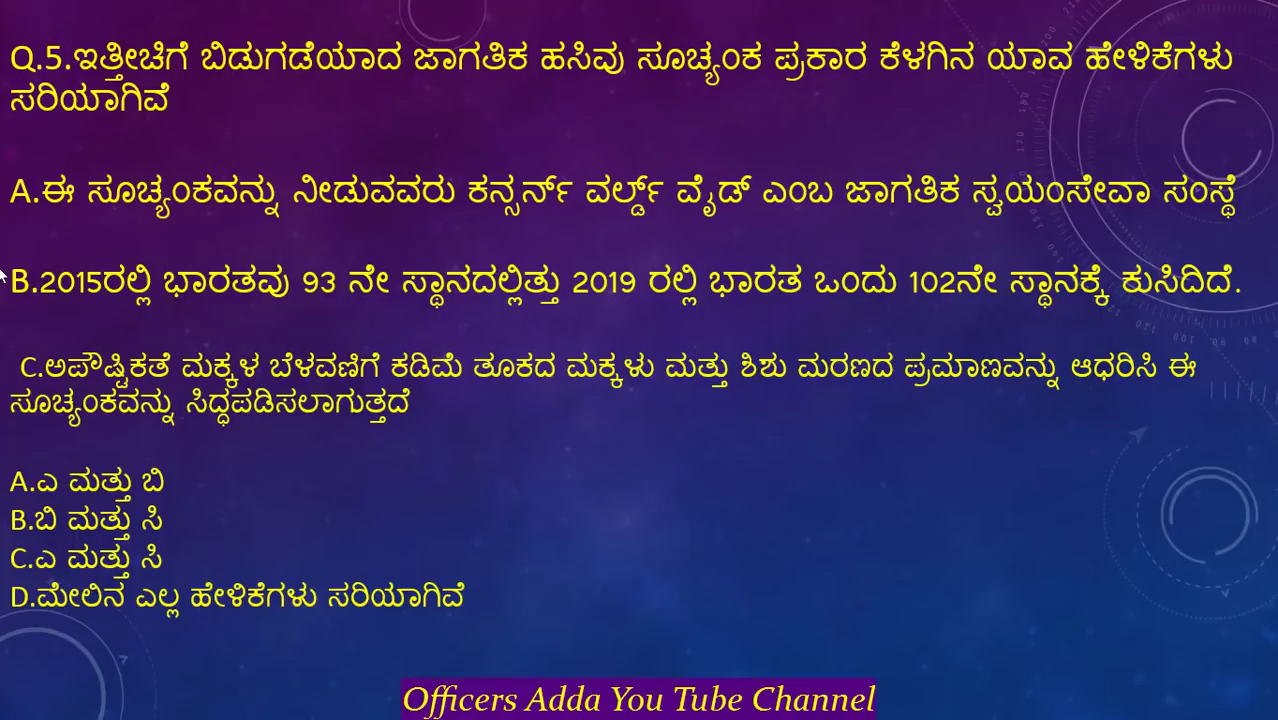 Q.5.ಇತ್ತೀಚಿಗೆ ಬಿಡುಗಡೆಯಾದ ಜಾಗತಿಕ ಹಸಿವು ಸೂಚ್ಯಂಕ ಪ್ರಕಾರ ಕೆಳಗಿನ ಯಾವ ಹೇಳಿಕೆಗಳು
ಸರಿಯಾಗಿವೆ
A.ಈ ಸೂಚ್ಯಂಕವನ್ನು ನೀಡುವವರು ಕನ್ಸರ್ನ್ ವರ್ಲ್ಡ್ ವೈಡ್ ಎಂಬ ಜಾಗತಿಕ ಸ್ವಯಂಸೇವಾ ಸಂಸ್ಥೆ
B.2015ರಲ್ಲಿ ಭಾರತವು 93 ನೇ ಸ್ಥಾನದಲ್ಲಿತ್ತು 2019 ರಲ್ಲಿ ಭಾರತ ಒಂದು 102ನೇ ಸ್ಥಾನಕ್ಕೆ ಕುಸಿದಿದೆ.
C.ಅಪೌಷ್ಟಿಕತೆ ಮಕ್ಕಳ ಬೆಳವಣಿಗೆ ಕಡಿಮೆ ತೂಕದ ಮಕ್ಕಳು ಮತ್ತು ಶಿಶು ಮರಣದ ಪ್ರಮಾಣವನ್ನು ಆಧರಿಸಿ ಈ
ಸೂಚ್ಯಂಕವನ್ನು ಸಿದ್ಧಪಡಿಸಲಾಗುತ್ತದೆ
A.ಎ ಮತ್ತು ಬಿ
B.ಬಿ ಮತ್ತು ಸಿ
C.ಎ ಮತ್ತು ಸಿ
D.ಮೇಲಿನ ಎಲ್ಲ ಹೇಳಿಕೆಗಳು ಸರಿಯಾಗಿವೆ
Officers Adda You Tube Channel